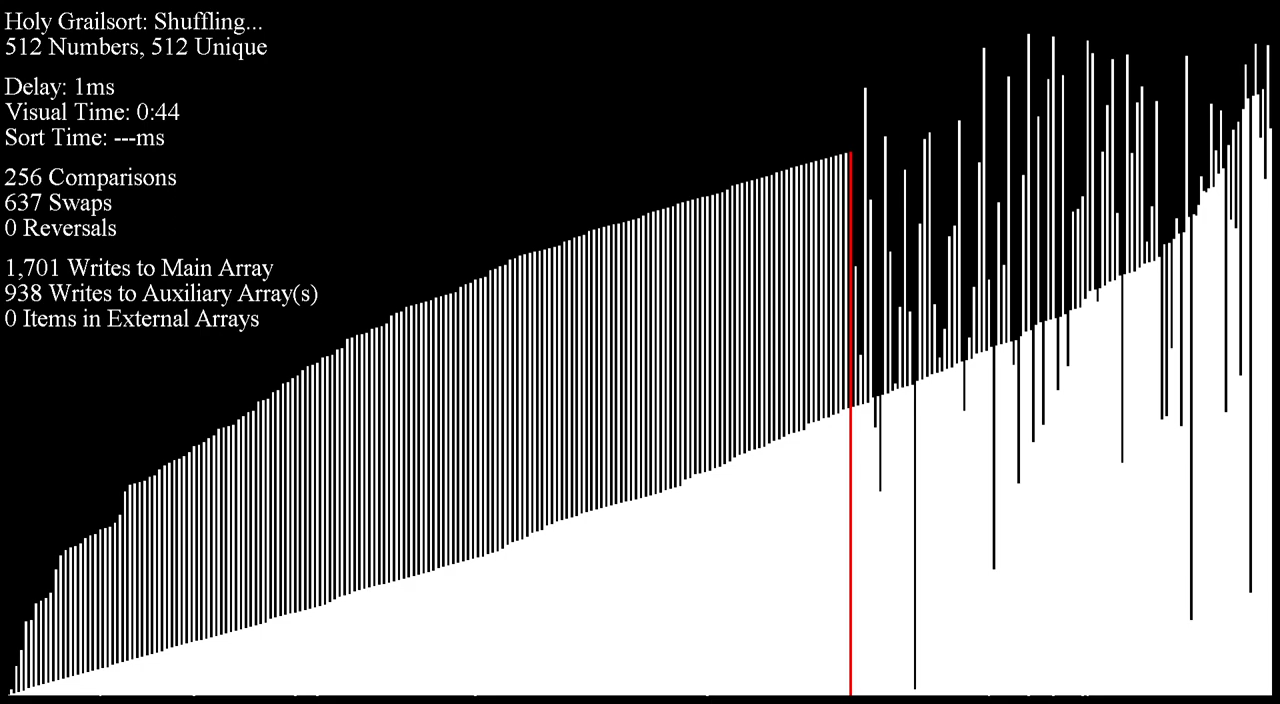 Holy Grailsort: Shuffling...
512 Numbers, 512 Unique
Delay: 1ms
Visual Time: 0:44
Sort Time: ---ms
256 Comparisons
637 Swaps
0 Reversals
1,701 Writes to Main Array
938 Writes to Auxiliary Array(s)
0 Items in External Arrays